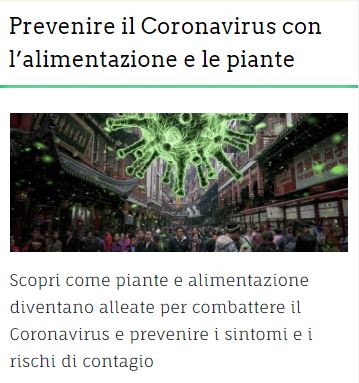 Prevenire il Coronavirus con
l’alimentazione e le piante
Scopri come piante e alimentazione
diventano alleate per combattere il
Coronavirus e prevenire i sintomi e i
rischi di contagio